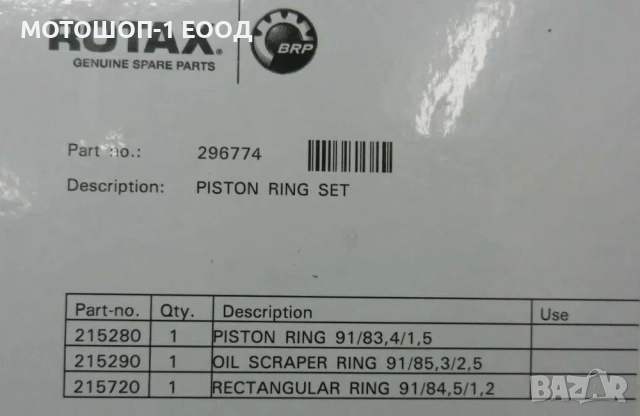 МОТОШОП-1 ЕООД
ROTAX®
GENUINE SPARE PARTS
BRP
Part no.: 296774
Description: PISTON RING SET
Part-no. Qty. Description Use
215280 1 PISTON RING 91/83,4/1,5
215290 1 OIL SCRAPER RING 91/85,3/2,5
215720 1 RECTANGULAR RING 91/84,5/1,2
BAZAR